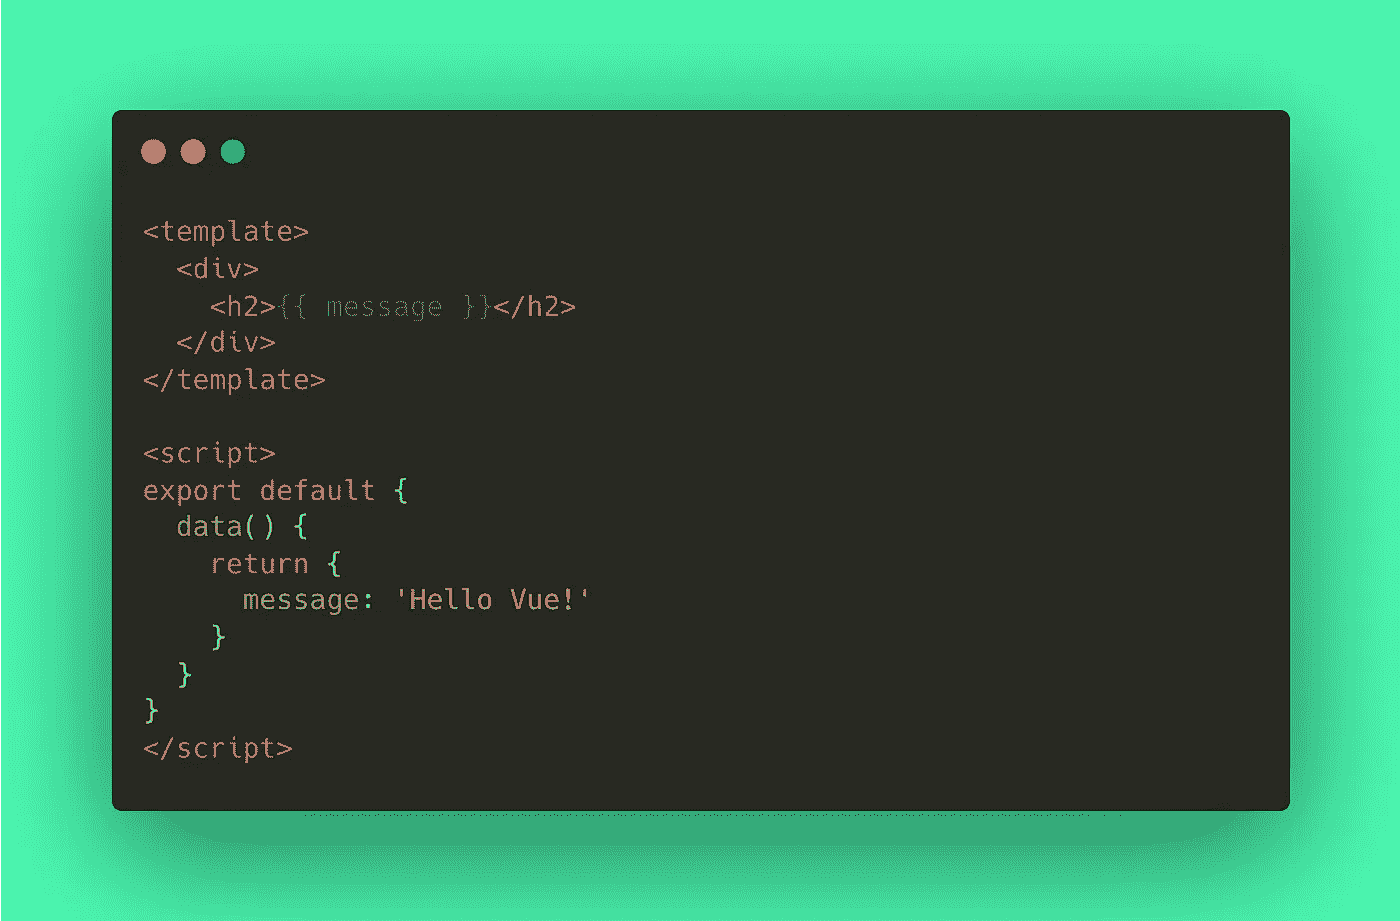 <template>
  <div>
    <h2>{{ message }}</h2>
  </div>
</template>

<script>
export default {
  data() {
    return {
      message: 'Hello Vue!'
    }
  }
}
</script>